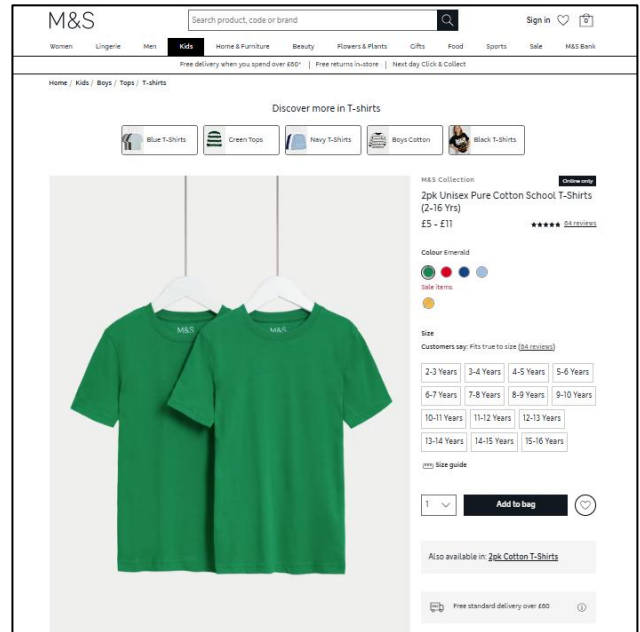 M&S
Search product, code or brand
Sign in
0
Women Lingerie Men Kids Home & Furniture Beauty Flowers & Plants Gifts Food Sports Sale M&S Bank
Free delivery when you spend over £60* | Free returns in-store | Next day Click & Collect
Home / Kids / Boys / Tops / T-shirts
Discover more in T-shirts
Blue T-Shirts
Green Tops
Navy T-Shirts
Boys Cotton
Black T-Shirts
M&S Collection
Online only
2pk Unisex Pure Cotton School T-Shirts
(2-16 Yrs)
£5 - £11
★★★★★ 64 reviews
Colour Emerald
Sale items
Size
Customers say: Fits true to size (64 reviews)
2-3 Years 3-4 Years 4-5 Years 5-6 Years
6-7 Years 7-8 Years 8-9 Years 9-10 Years
10-11 Years 11-12 Years 12-13 Years
13-14 Years 14-15 Years 15-16 Years
Size guide
1
Add to bag
M&S
M&S
Also available in: 2pk Cotton T-Shirts
Free standard delivery over £60